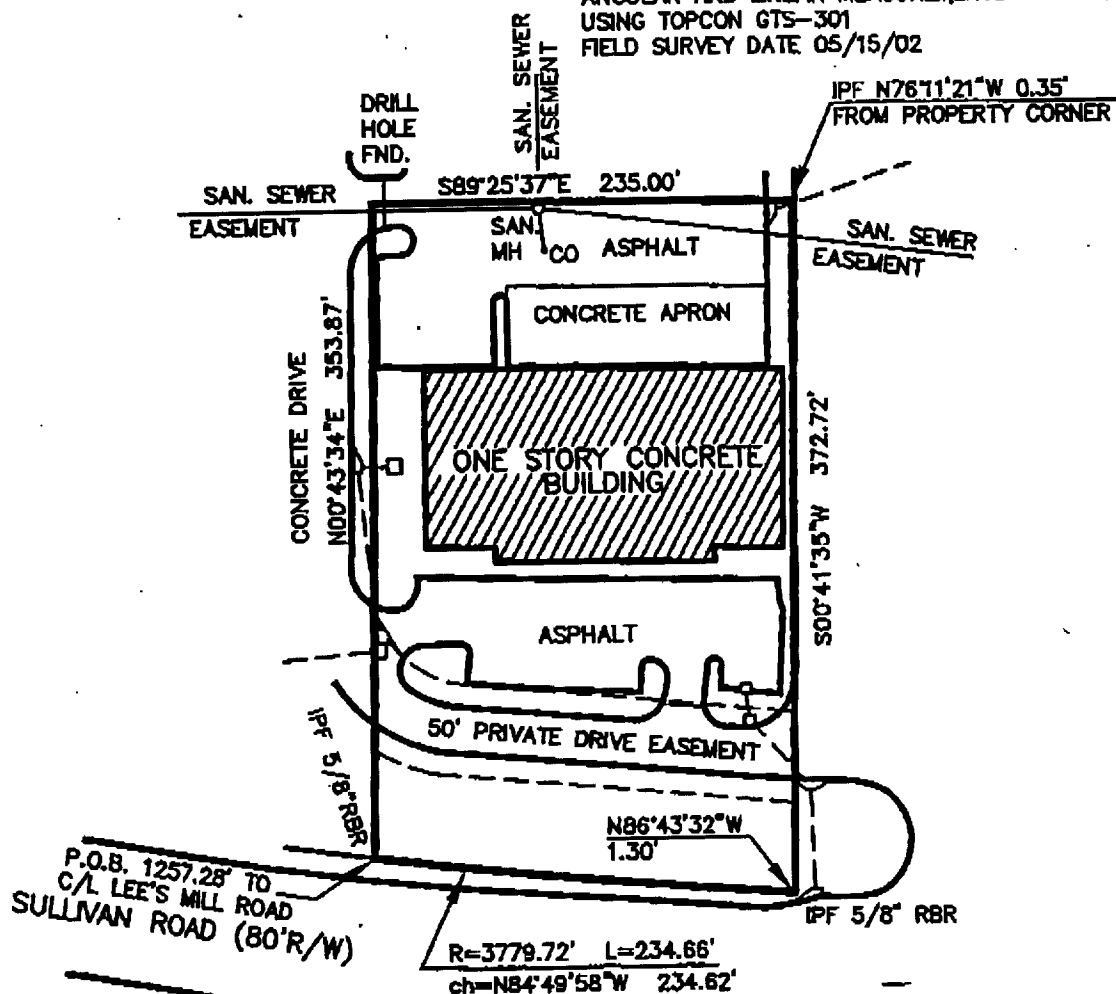 USING TOPCON GTS-301
FIELD SURVEY DATE 05/15/02
IPF N76°11'21"W 0.35'
FROM PROPERTY CORNER
SAN. SEWER
EASEMENT
DRILL
HOLE
FND.
S89°25'37"E 235.00'
SAN. SEWER
EASEMENT
SAN.
MH
CO
ASPHALT
SAN. SEWER
EASEMENT
CONCRETE APRON
CONCRETE DRIVE
N00°43'34"E 353.87'
ONE STORY CONCRETE
BUILDING
S00°41'35"W 372.72'
ASPHALT
50' PRIVATE DRIVE EASEMENT
IPF 5/8"RBR
N86°43'32"W
1.30'
P.O.B. 1257.28' TO
C/L LEE'S MILL ROAD
SULLIVAN ROAD (80'R/W)
IPF 5/8" RBR
R=3779.72' L=234.66'
ch=N84°49'58"W 234.62'